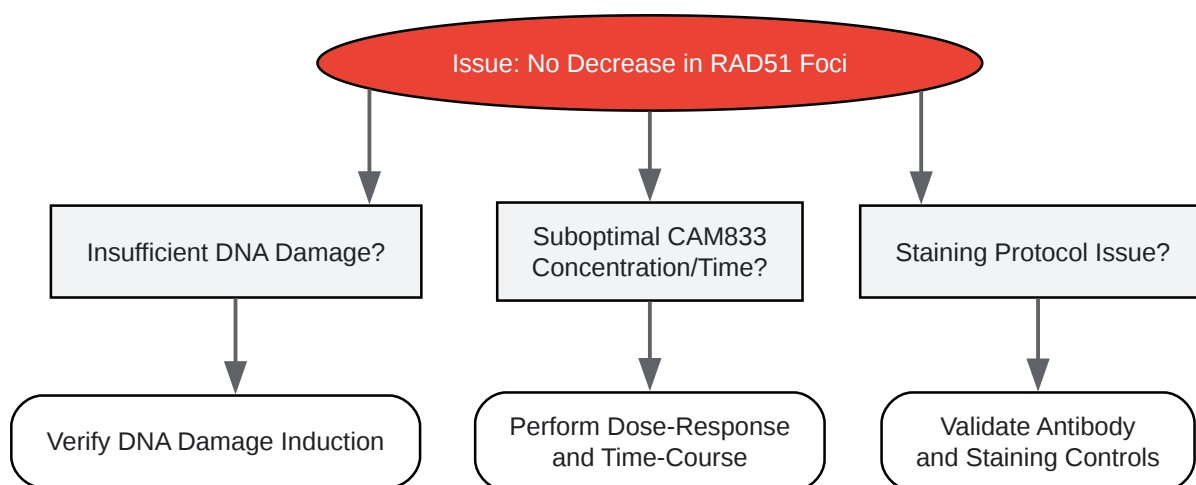 Issue: No Decrease in RAD51 Foci
Insufficient DNA Damage?
Suboptimal CAM833
Concentration/Time?
Staining Protocol Issue?
Verify DNA Damage Induction
Perform Dose-Response
and Time-Course
Validate Antibody
and Staining Controls